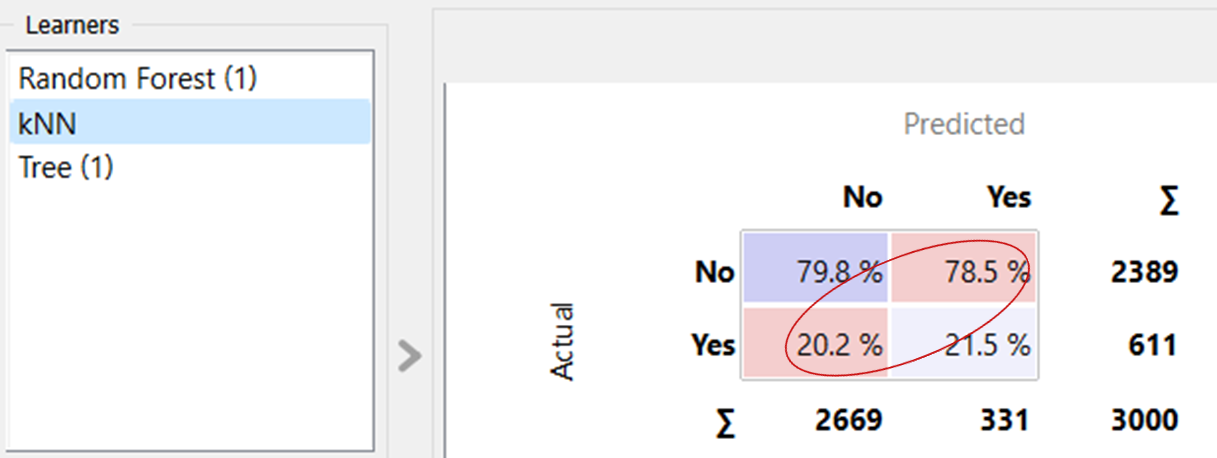 Learners
Random Forest (1)
kNN
Tree (1)
Predicted
No Yes ∑
No 79.8 % 78.5 % 2389
Actual
Yes 20.2 % 21.5 % 611
∑ 2669 331 3000